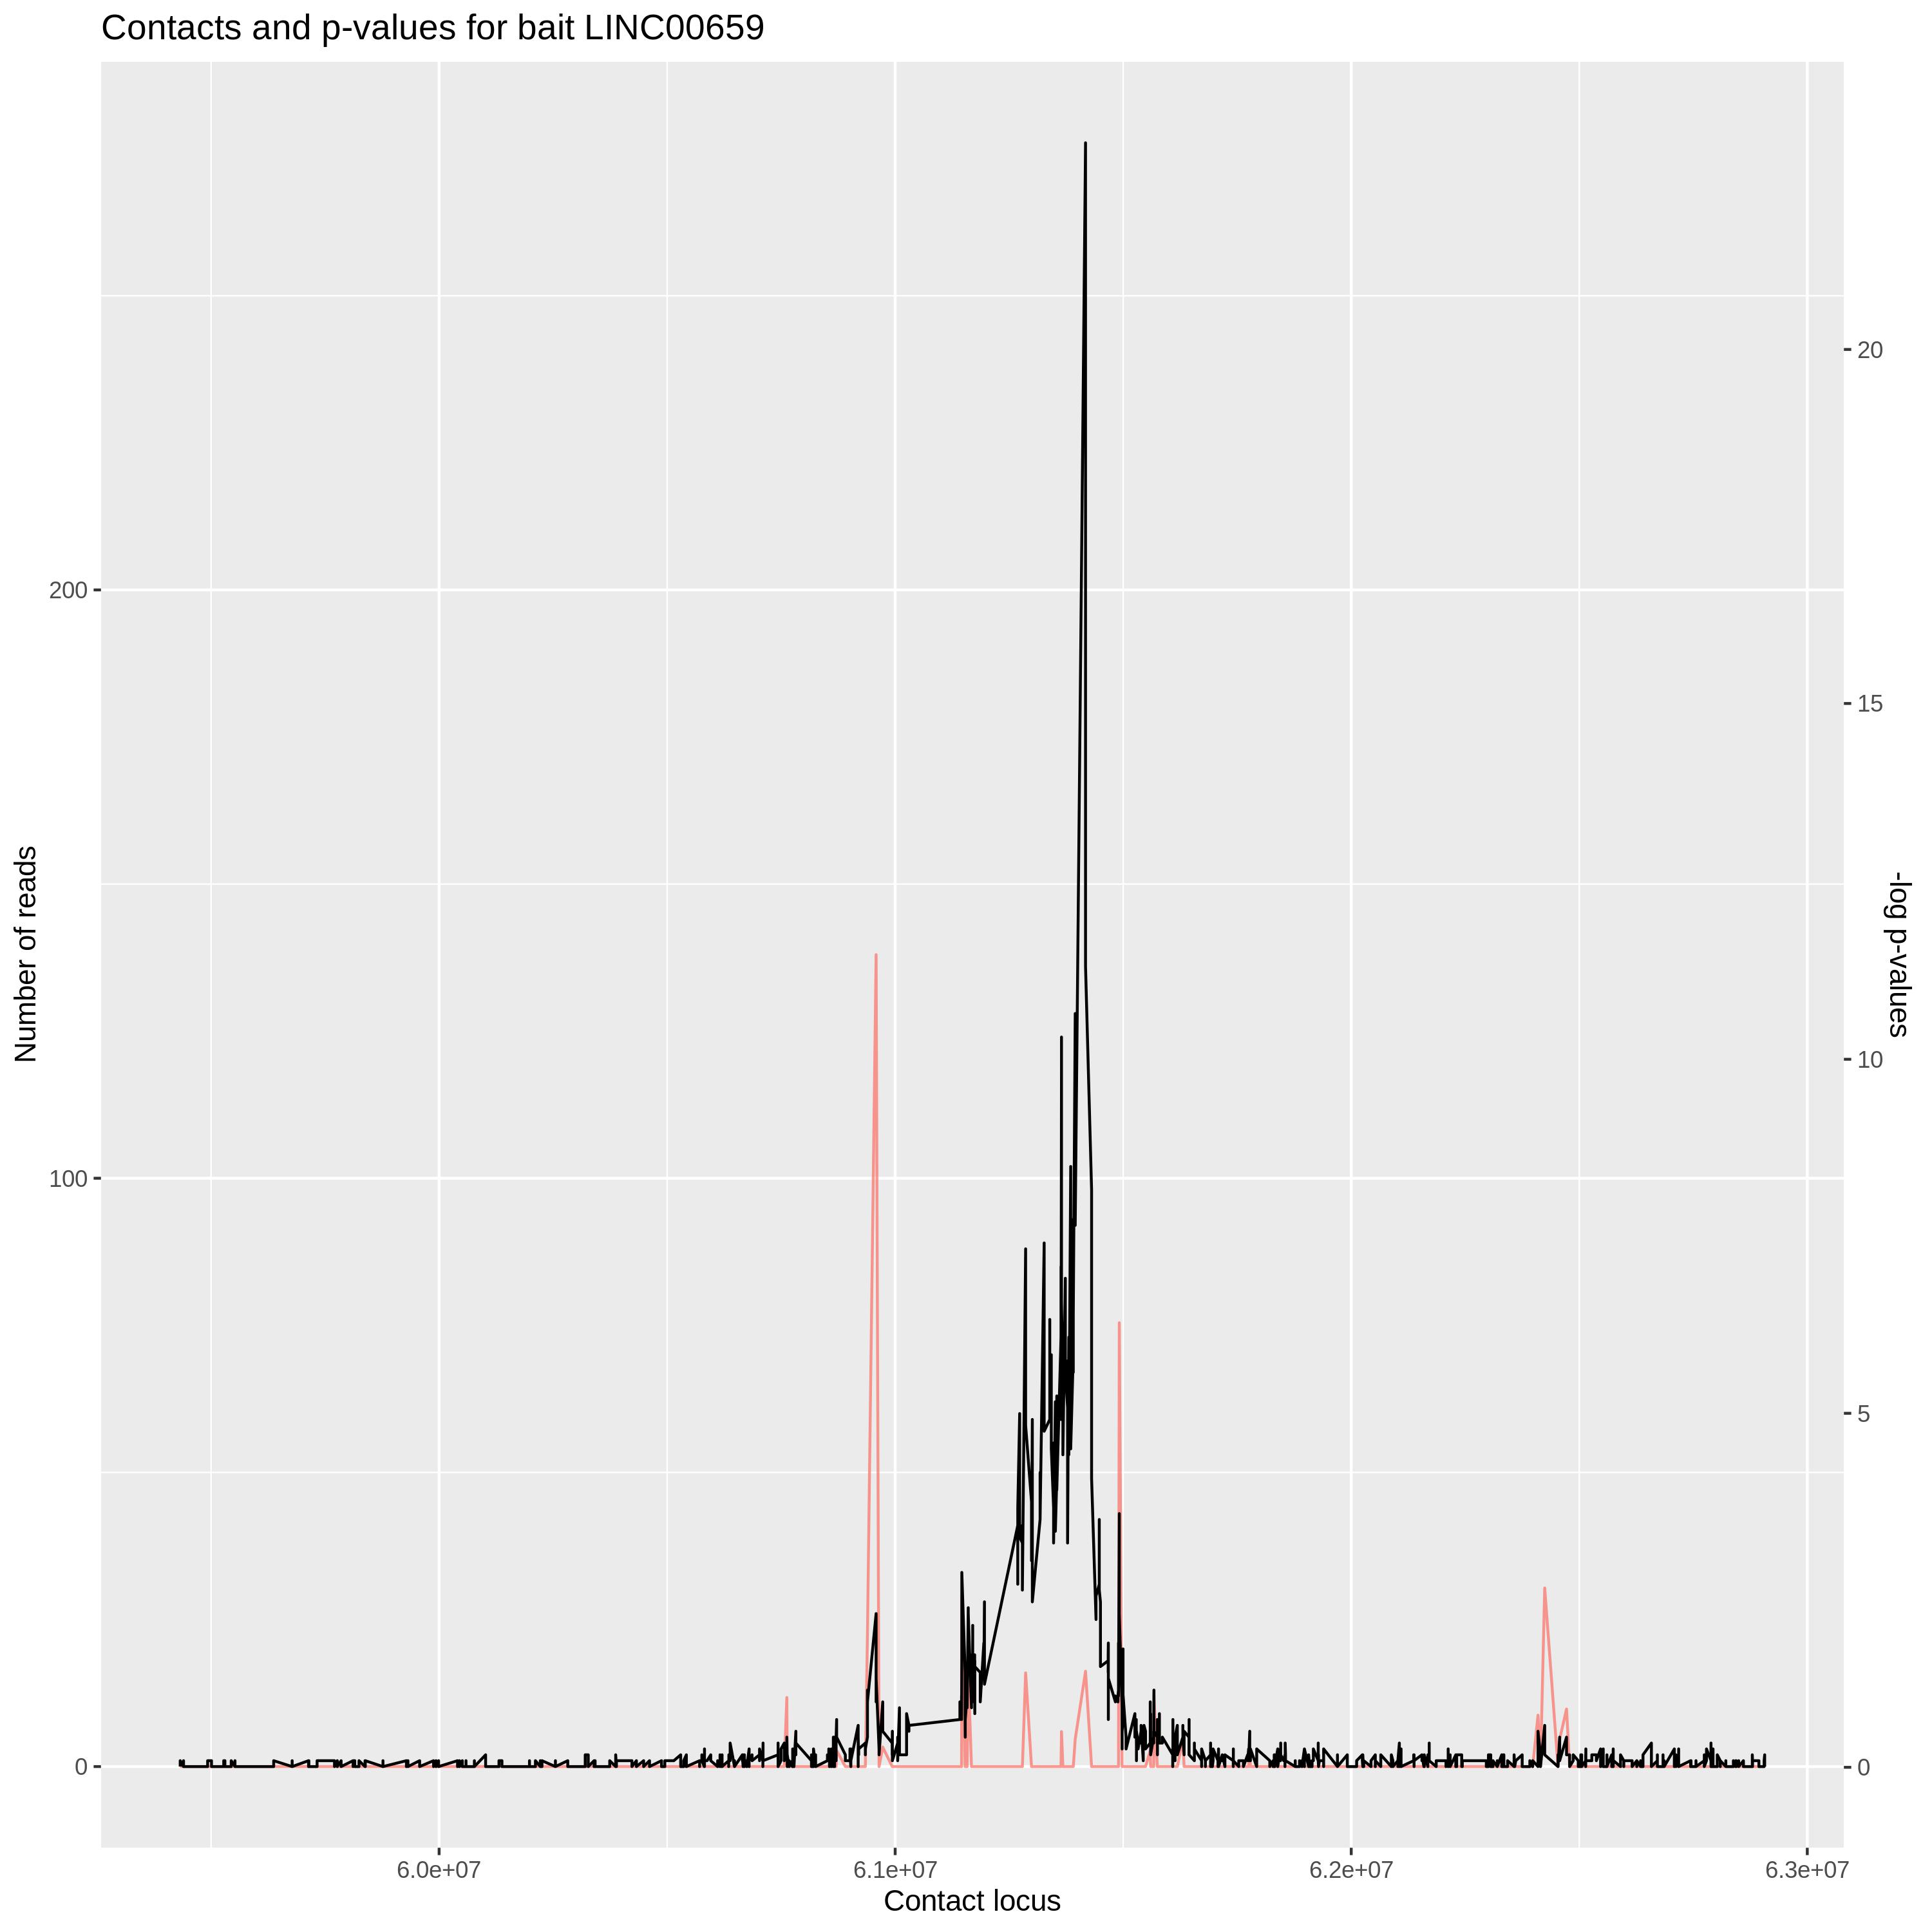 Contacts and p-values for bait LINC00659
Number of reads
200
100
0
20
15
10
5
0
-log p-values
6.0e+07
6.1e+07
6.2e+07
6.3e+07
Contact locus